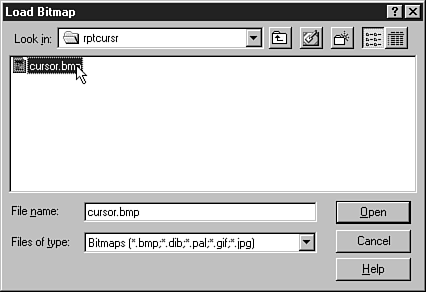 Load Bitmap
Look in: rptcursr
cursor.bmp
File name: cursor.bmp Open
Files of type: Bitmaps (*.bmp;*.dib;*.pal;*.gif;*.jpg) Cancel
Help